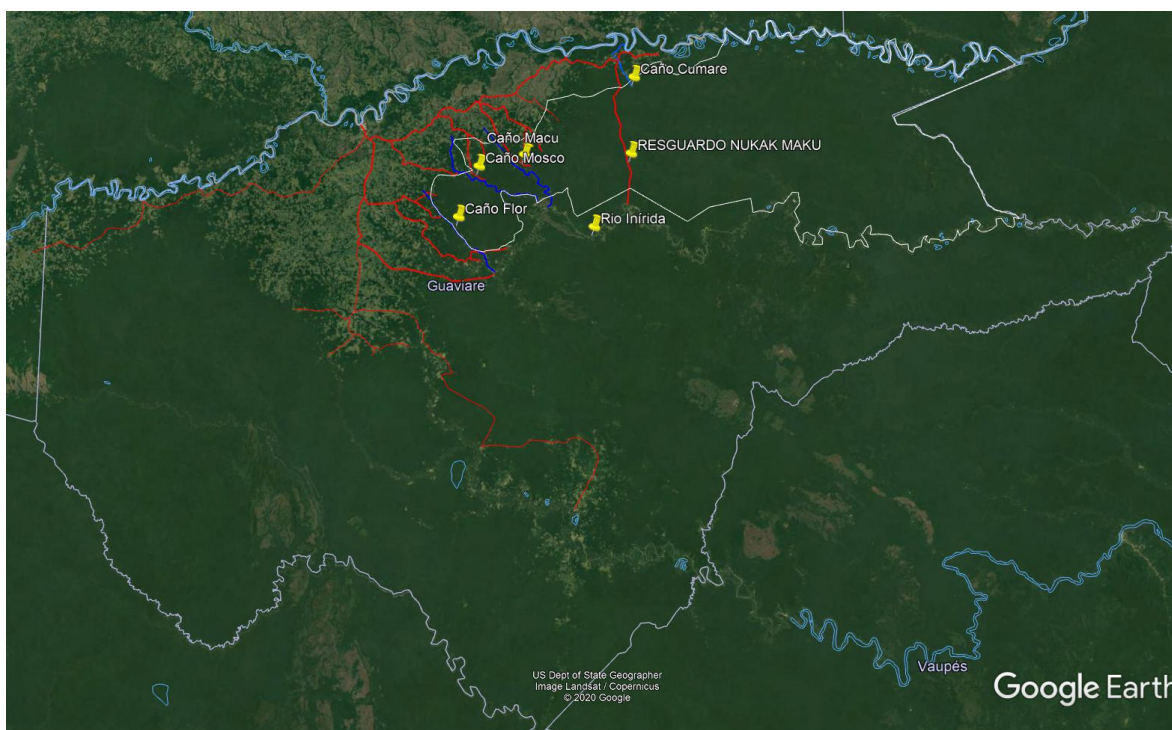 Caño Cumare
Caño Macu
RESGUARDO NUKAK MAKU
Caño Mosco
Caño Flor
Rio Inírida
Guaviare
Vaupés
US Dept of State Geographer
Image Landsat / Copernicus
© 2020 Google
Google Earth